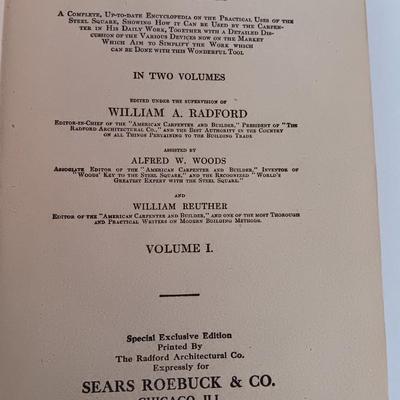 A Complete, Up-to-date Encyclopedia on the Practical Uses of the
Steel Square, Showing How it Can be Used by the Carpen-
ter in His Daily Work, Together with a Detailed Dis-
cussion of the Various Devices now on the Market
Which Aim to Simplify the Work which
can be Done with this Wonderful Tool
IN TWO VOLUMES
EDITED UNDER THE SUPERVISION OF
WILLIAM A. RADFORD
Editor-in-Chief of the "American Carpenter and Builder," President of "The
Radford Architectural Co., and the Best Authority in the Country
on all Things Pertaining to the Building Trade
ASSISTED BY
ALFRED W. WOODS
Associate Editor of the "American Carpenter and Builder," Inventor of
"Woods' Key to the Steel Square," and the Recognized "World's
Greatest Expert with the Steel Square."
AND
WILLIAM REUTHER
Editor of the "American Carpenter and Builder," and one of the most Thorough
and Practical Writers on Modern Building Methods.
VOLUME I.
Special Exclusive Edition
Printed By
The Radford Architectural Co.
Expressly for
SEARS ROEBUCK & CO.
CHICAGO, ILL.